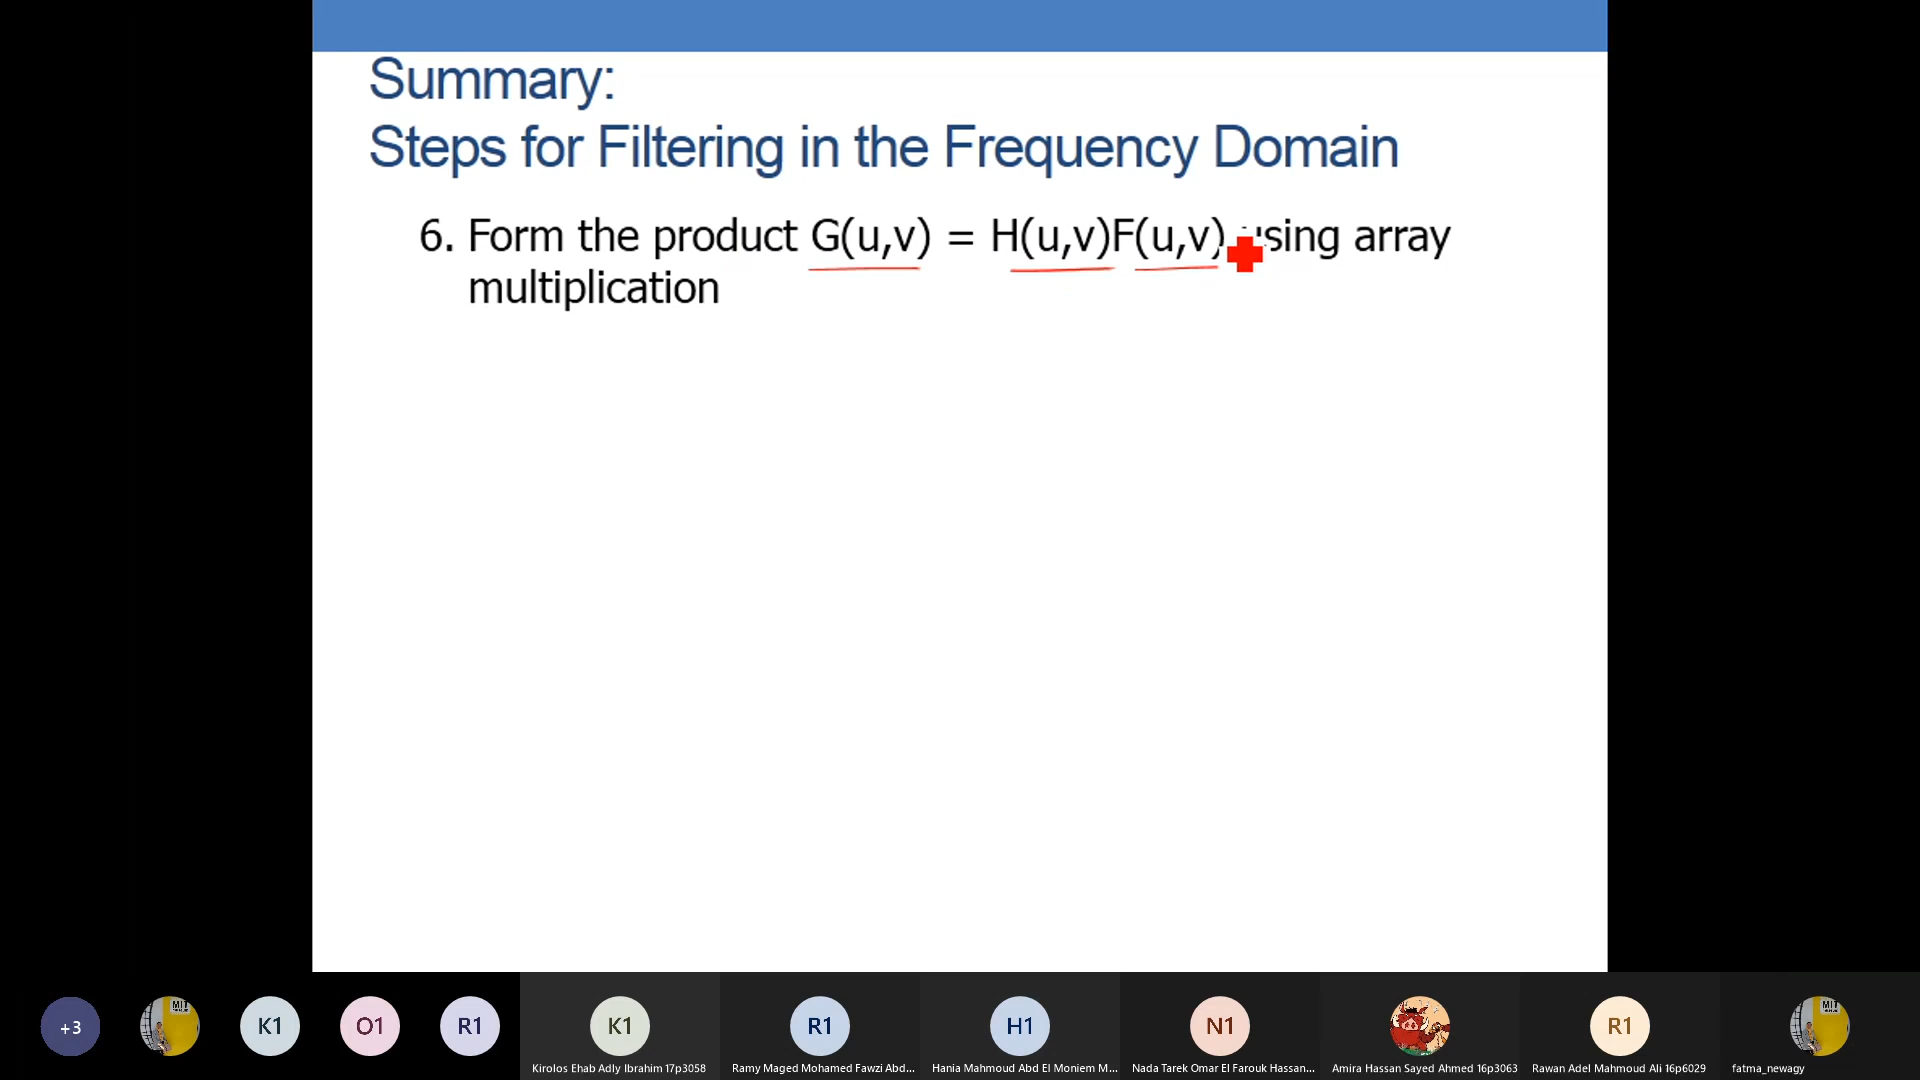 Summary:
Steps for Filtering in the Frequency Domain
6. Form the product G(u,v) = H(u,v)F(u,v) using array
multiplication
+3
MIT
K1
O1
R1
K1
R1
H1
N1
R1
MIT
Kirolos Ehab Adly Ibrahim 17p3058
Ramy Maged Mohamed Fawzi Abd...
Hania Mahmoud Abd El Moniem M...
Nada Tarek Omar El Farouk Hassan...
Amira Hassan Sayed Ahmed 16p3063
Rawan Adel Mahmoud Ali 16p6029
fatma_newagy